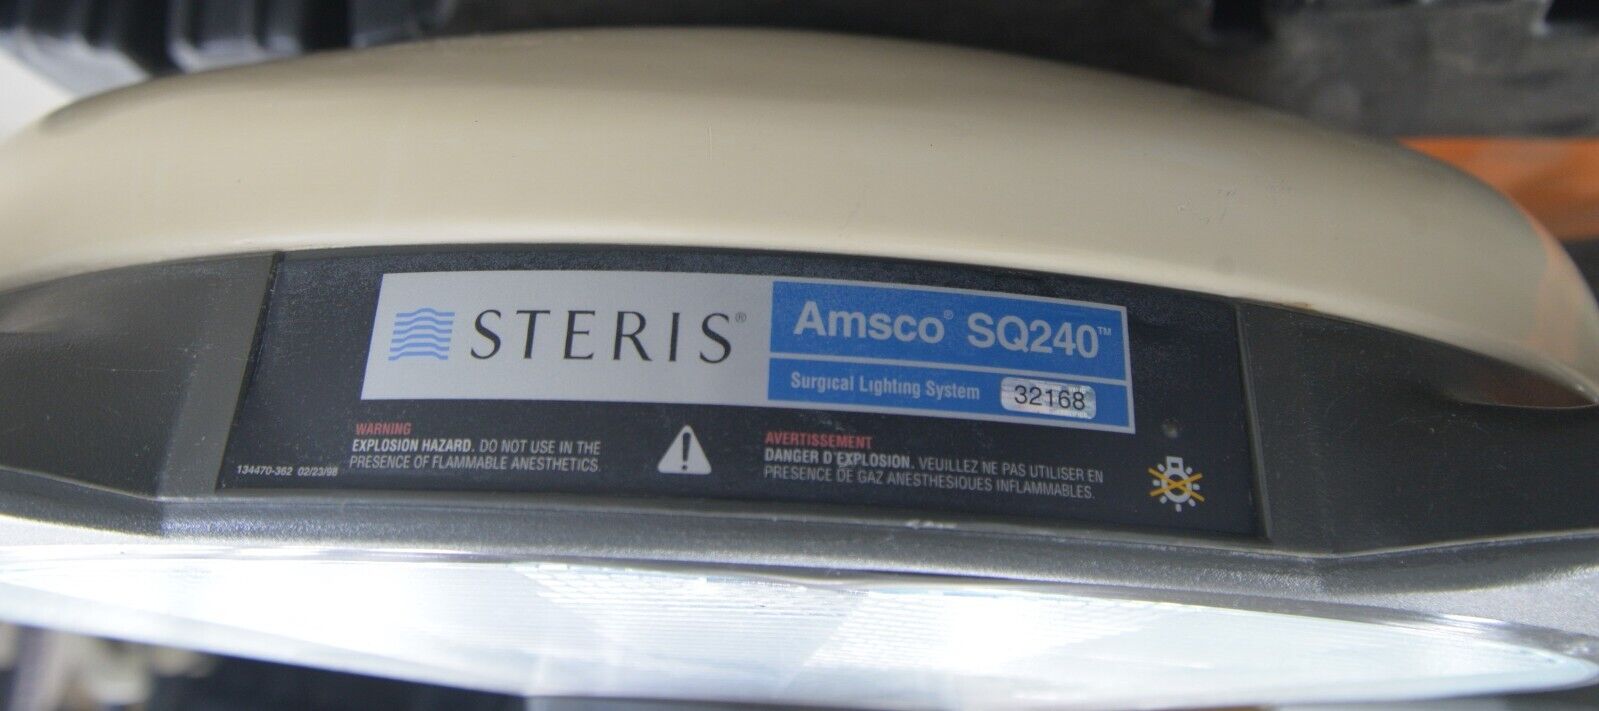 STERIS®
Amsco® SQ240™
Surgical Lighting System 32168
WARNING
EXPLOSION HAZARD. DO NOT USE IN THE
PRESENCE OF FLAMMABLE ANESTHETICS.
134470-362 02/23/98
AVERTISSEMENT
DANGER D'EXPLOSION. VEUILLEZ NE PAS UTILISER EN
PRESENCE DE GAZ ANESTHESIQUES INFLAMMABLES.